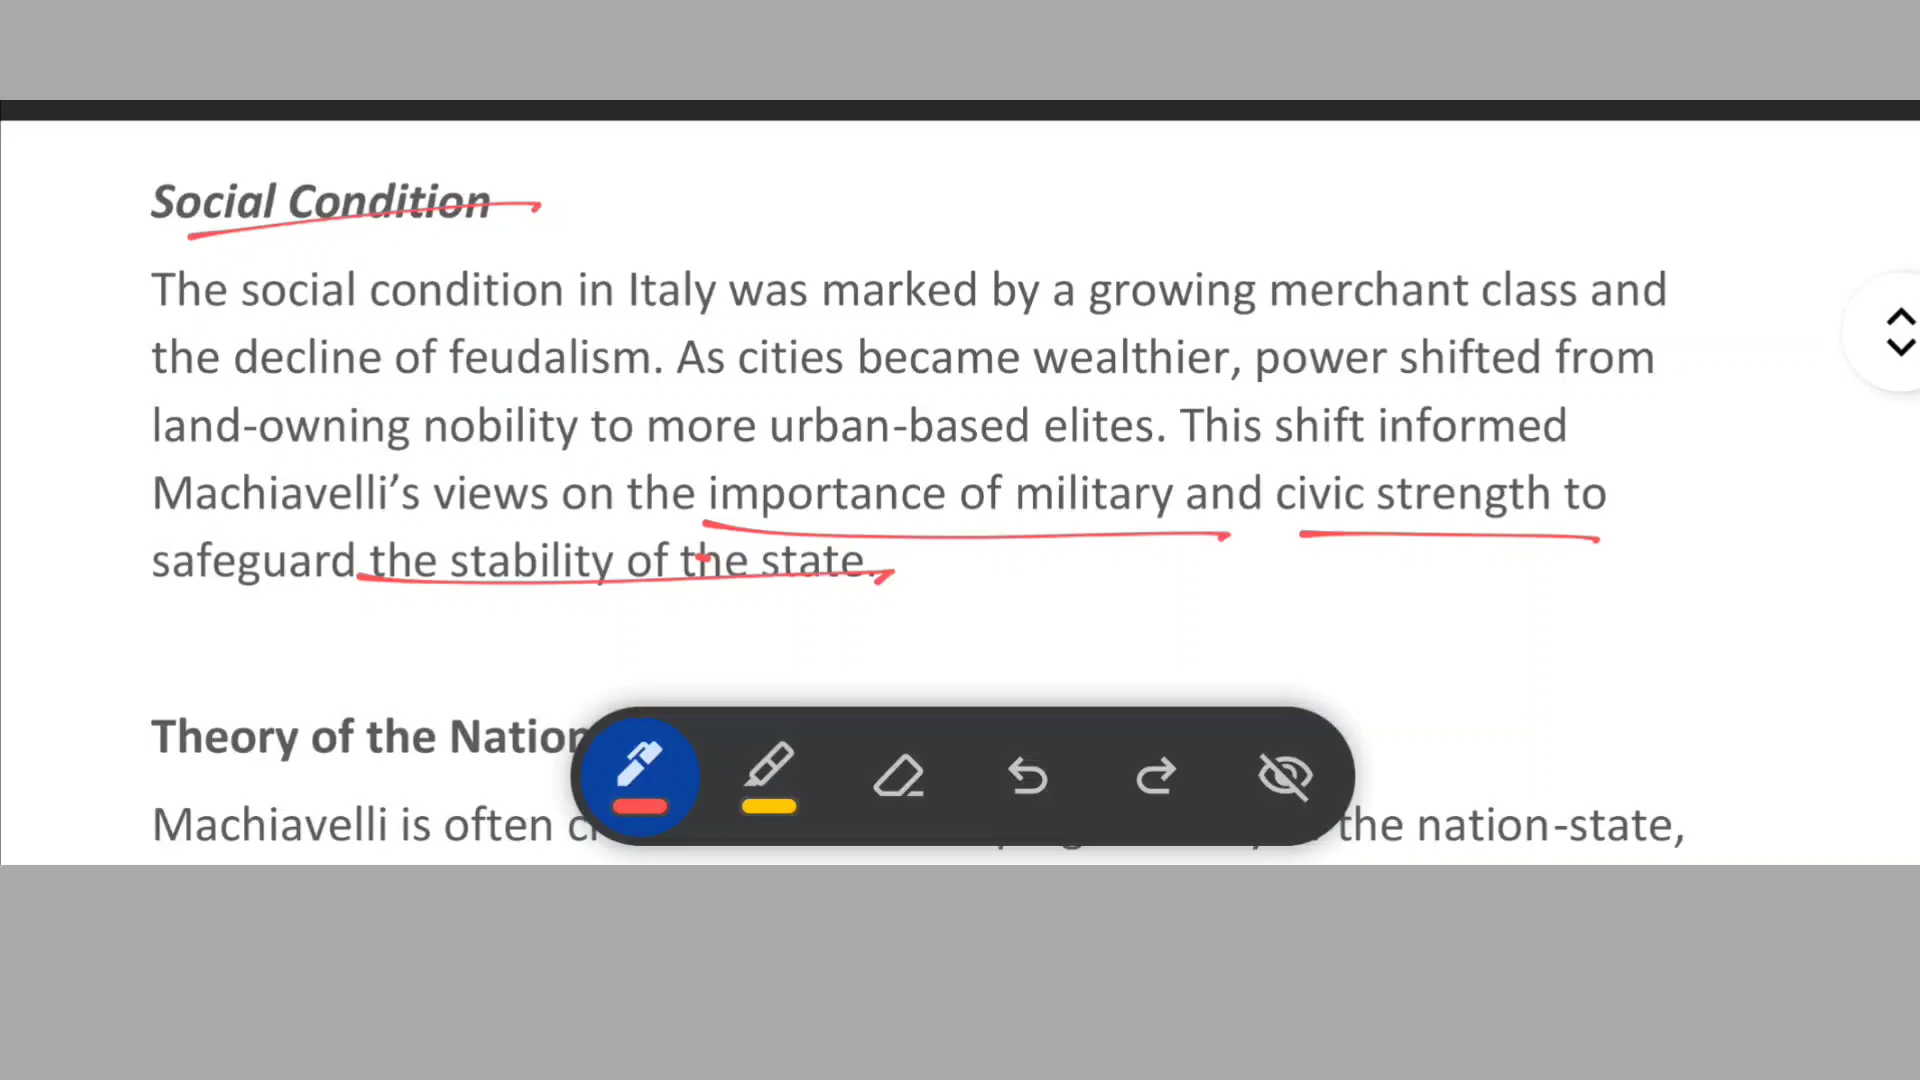 Social Condition
The social condition in Italy was marked by a growing merchant class and
the decline of feudalism. As cities became wealthier, power shifted from
land-owning nobility to more urban-based elites. This shift informed
Machiavelli’s views on the importance of military and civic strength to
safeguard the stability of the state.
Theory of the Nation
Machiavelli is often the nation-state,